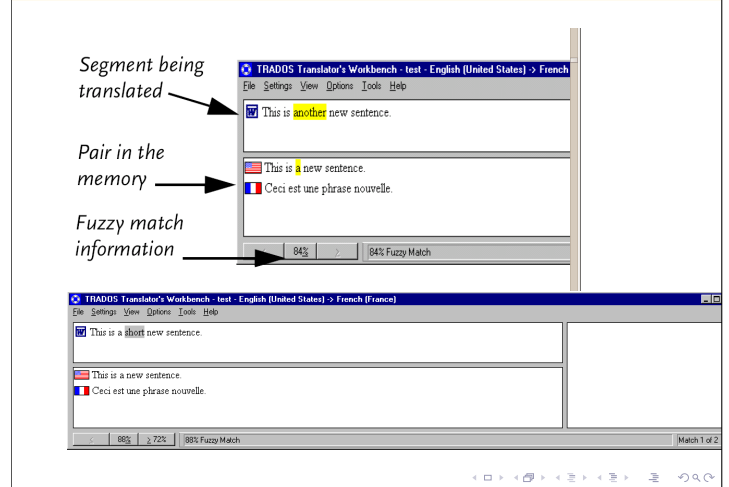 Segment being
translated
TRADOS Translator's Workbench - test - English (United States) -> French
File Settings View Options Tools Help
This is another new sentence.
Pair in the
memory
This is a new sentence.
Ceci est une phrase nouvelle.
Fuzzy match
information
84% > 84% Fuzzy Match
TRADOS Translator's Workbench - test - English (United States) -> French (France)
File Settings View Options Tools Help
This is a short new sentence.
This is a new sentence.
Ceci est une phrase nouvelle.
< 88% > 72% 88% Fuzzy Match Match 1 of 2